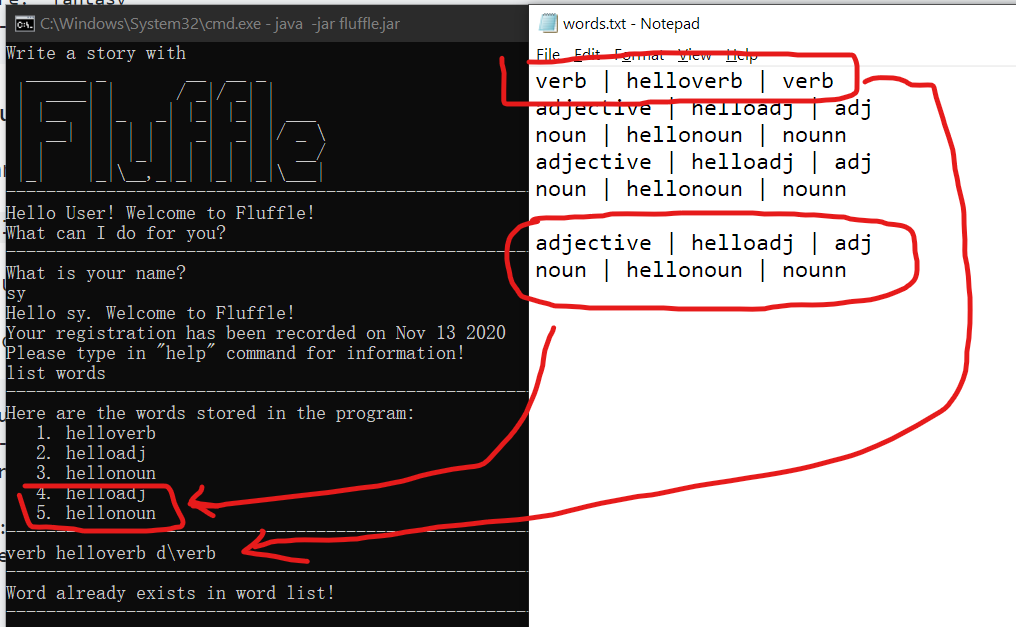 C:\Windows\System32\cmd.exe - java -jar fluffle.jar
Write a story with
Fluffle
Hello User! Welcome to Fluffle!
What can I do for you?
What is your name?
sy
Hello sy. Welcome to Fluffle!
Your registration has been recorded on Nov 13 2020
Please type in "help" command for information!
list words
Here are the words stored in the program:
1. helloverb
2. helloadj
3. hellonoun
4. helloadj
5. hellonoun
verb helloverb d\verb
Word already exists in word list!
words.txt - Notepad
File Edit Format View Help
verb | helloverb | verb
adjective | helloadj | adj
noun | hellonoun | nounn
adjective | helloadj | adj
noun | hellonoun | nounn
adjective | helloadj | adj
noun | hellonoun | nounn